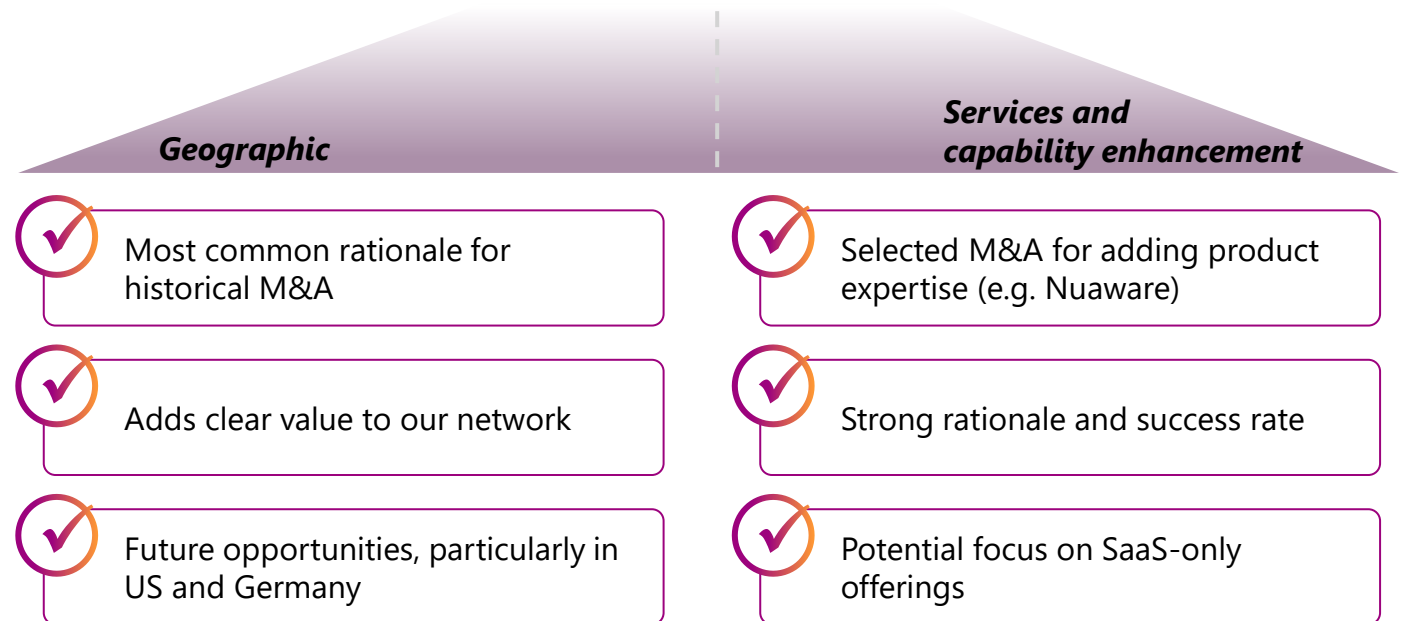 Geographic
Most common rationale for
historical M&A
Adds clear value to our network
Future opportunities, particularly in
US and Germany
Services and
capability enhancement
Selected M&A for adding product
expertise (e.g. Nuaware)
Strong rationale and success rate
Potential focus on SaaS-only
offerings